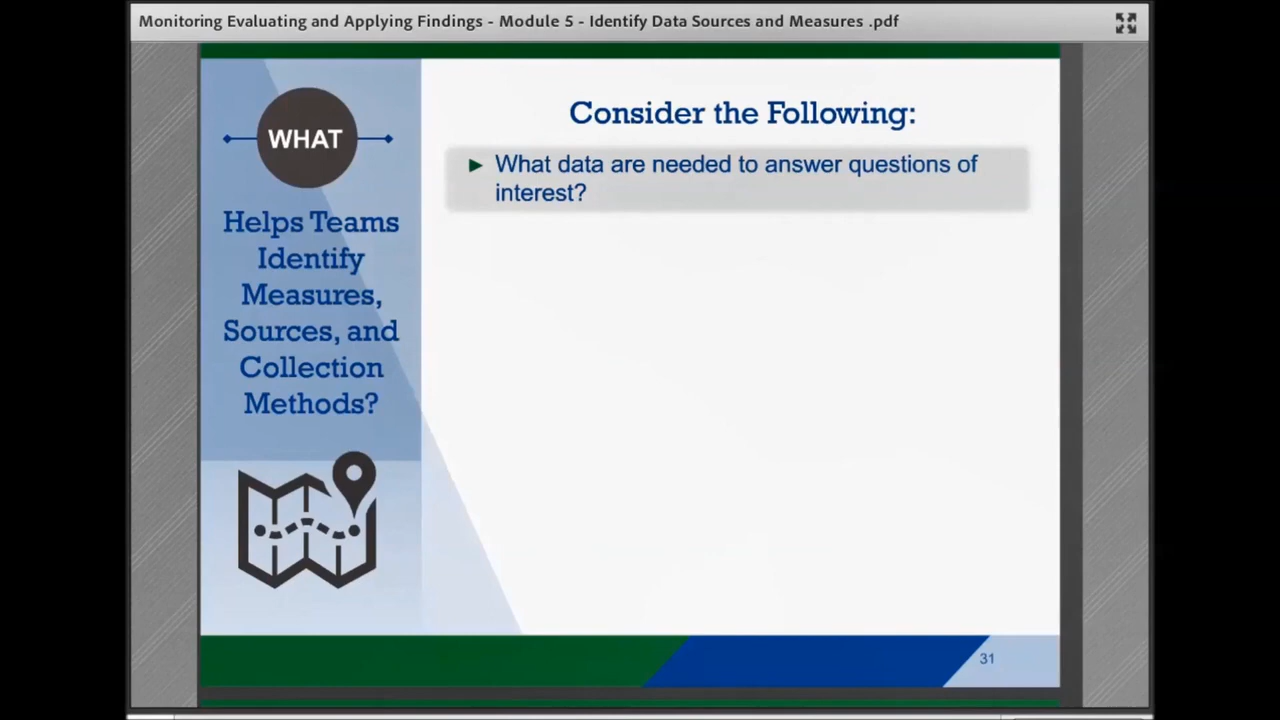 Monitoring Evaluating and Applying Findings - Module 5 - Identify Data Sources and Measures .pdf
WHAT
Helps Teams
Identify
Measures,
Sources, and
Collection
Methods?
Consider the Following:
► What data are needed to answer questions of
interest?
31